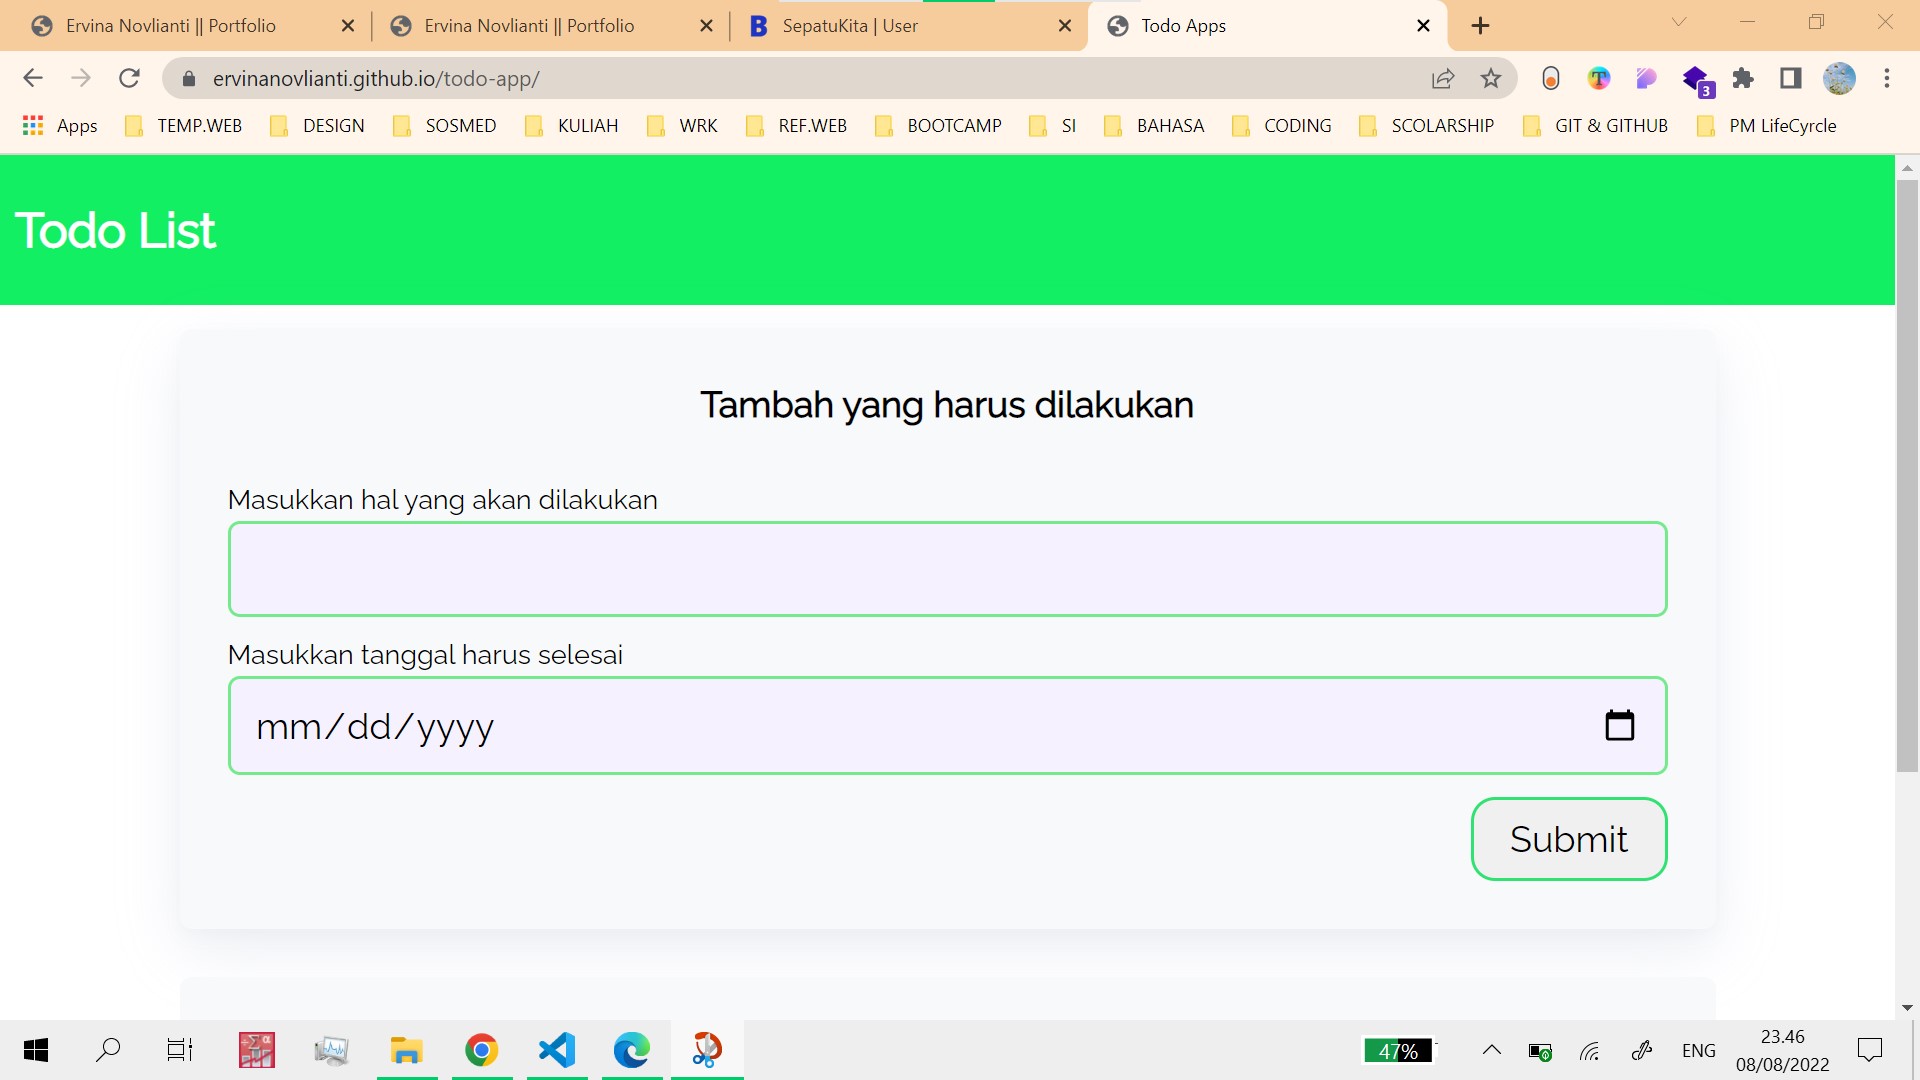 Ervina Novlianti || Portfolio
Ervina Novlianti || Portfolio
B SepatuKita | User
Todo Apps
ervinanovlianti.github.io/todo-app/
T
3
Apps TEMP.WEB DESIGN SOSMED KULIAH WRK REF.WEB BOOTCAMP SI BAHASA CODING SCOLARSHIP GIT & GITHUB PM LifeCyrcle
Todo List
Tambah yang harus dilakukan
Masukkan hal yang akan dilakukan
Masukkan tanggal harus selesai
mm/dd/yyyy
Submit
47%
ENG
23.46
08/08/2022